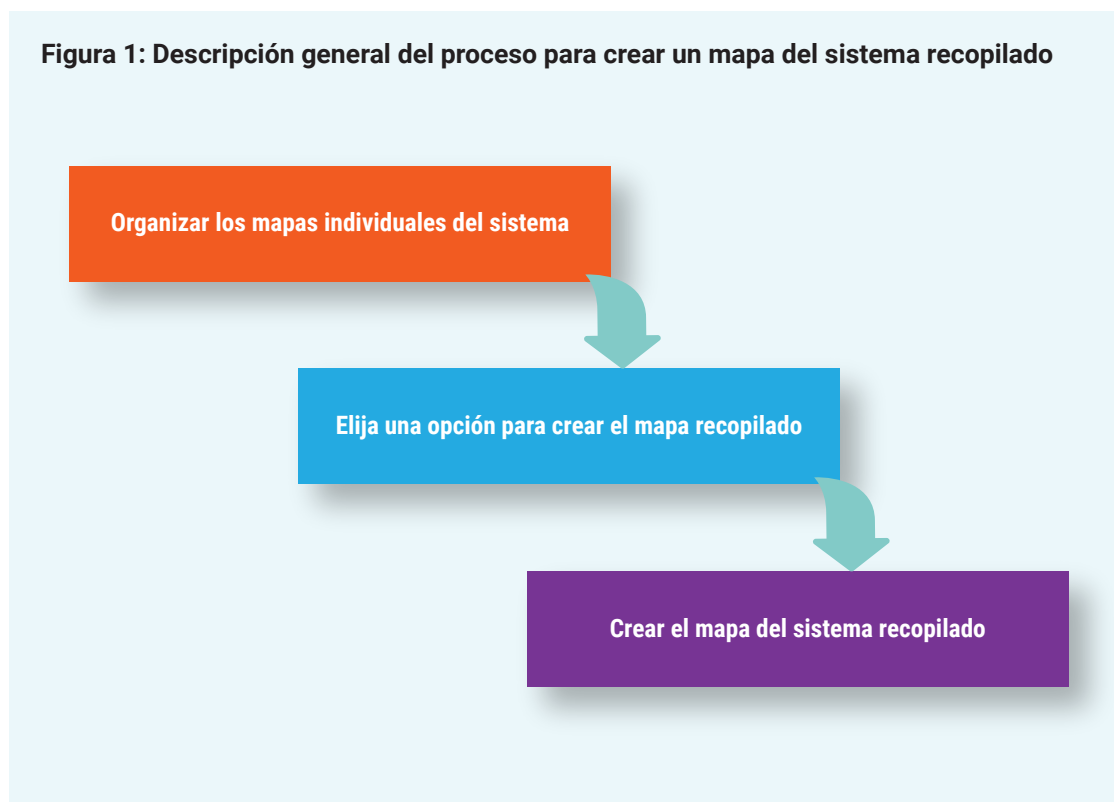 Figura 1: Descripción general del proceso para crear un mapa del sistema recopilado
Organizar los mapas individuales del sistema
Elija una opción para crear el mapa recopilado
Crear el mapa del sistema recopilado